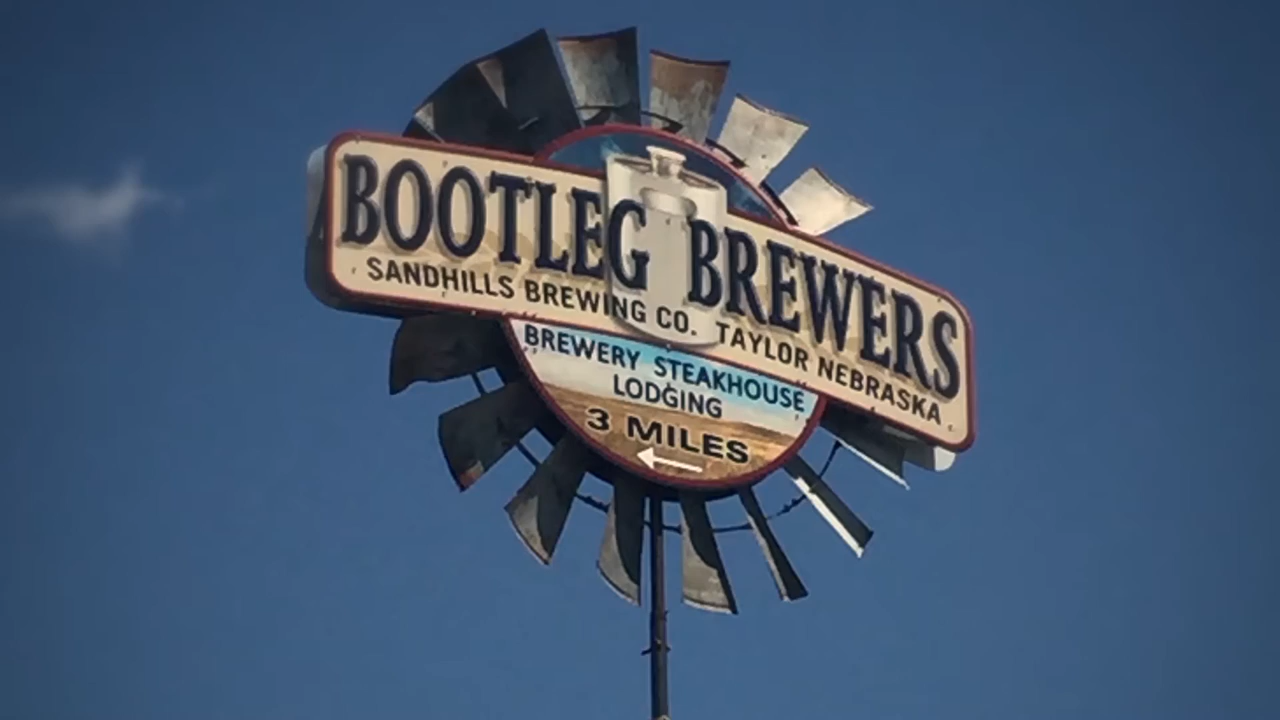 BOOTLEG BREWERS
SANDHILLS BREWING CO. TAYLOR NEBRASKA
BREWERY STEAKHOUSE
LODGING
3 MILES